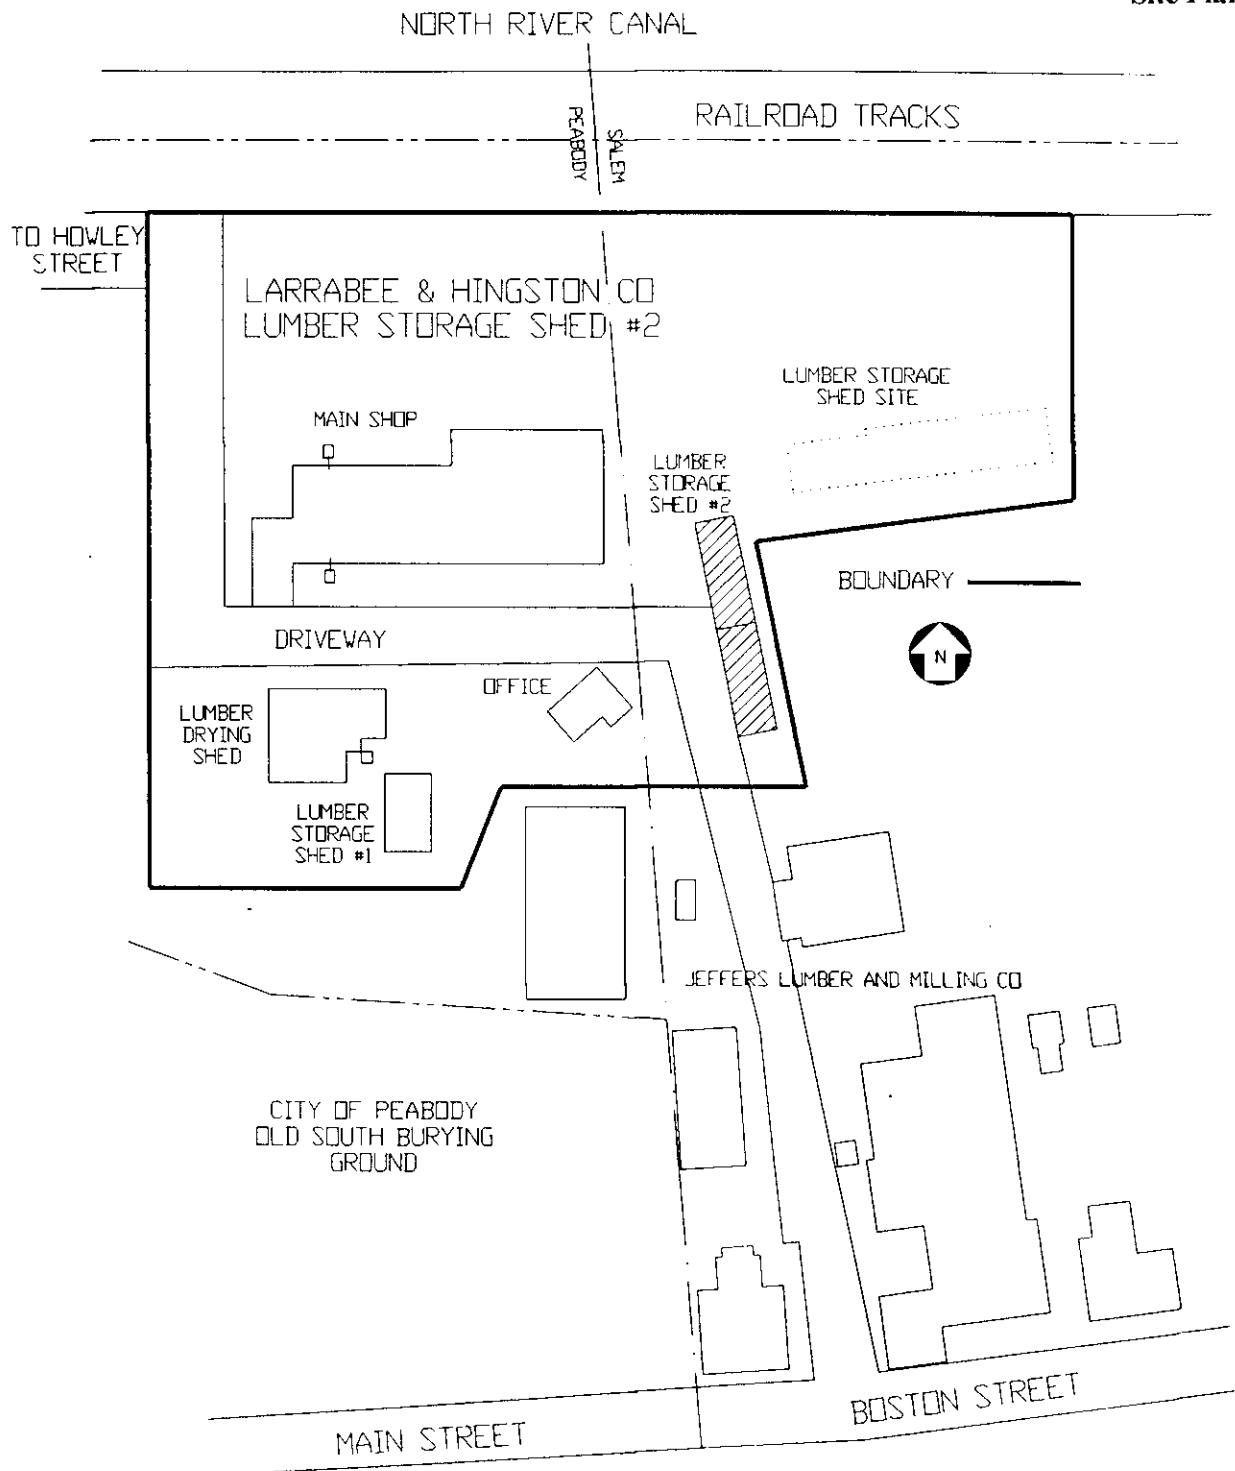 NORTH RIVER CANAL
RAILROAD TRACKS
PEABODY
SALEM
TO HOWLEY
STREET
LARRABEE & HINGSTON CO
LUMBER STORAGE SHED #2
LUMBER STORAGE
SHED SITE
MAIN SHOP
LUMBER
STORAGE
SHED #2
BOUNDARY
N
DRIVEWAY
OFFICE
LUMBER
DRYING
SHED
LUMBER
STORAGE
SHED #1
JEFFERS LUMBER AND MILLING CO
CITY OF PEABODY
OLD SOUTH BURYING
GROUND
MAIN STREET
BOSTON STREET